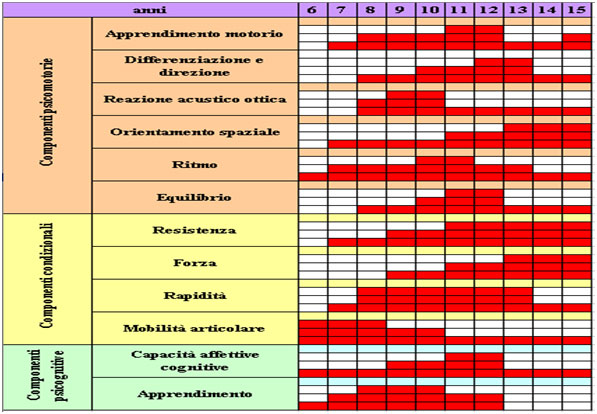 anni 6 7 8 9 10 11 12 13 14 15
Componenti psicomotorie
Apprendimento motorio
Differenziazione e
direzione
Reazione acustico ottica
Orientamento spaziale
Ritmo
Equilibrio
Componenti condizionali
Resistenza
Forza
Rapidità
Mobilità articolare
Componenti
psicognitive
Capacità affettive
cognitive
Apprendimento